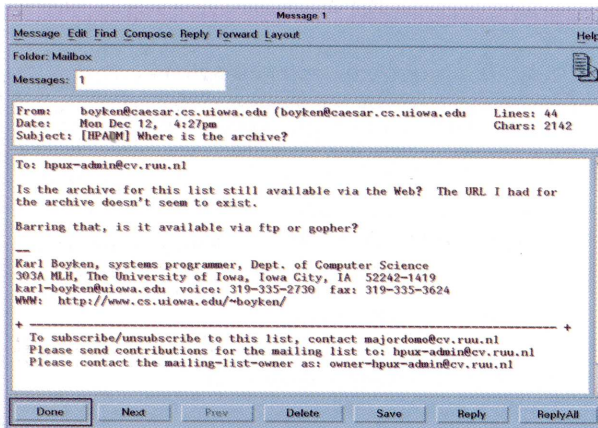 Message 1
Message Edit Find Compose Reply Forward Layout Help
Folder: Mailbox
Messages: 1
From: boyken@caesar.cs.uiowa.edu (boyken@caesar.cs.uiowa.edu Lines: 44
Date: Mon Dec 12, 4:27pm Chars: 2142
Subject: [HPADM] Where is the archive?
To: hpux-admin@cv.ruu.nl
Is the archive for this list still available via the Web? The URL I had for
the archive doesn't seem to exist.
Barring that, is it available via ftp or gopher?
--
Karl Boyken, systems programmer, Dept. of Computer Science
303A MLH, The University of Iowa, Iowa City, IA 52242-1419
karl-boyken@uiowa.edu voice: 319-335-2730 fax: 319-335-3624
WWW: http://www.cs.uiowa.edu/~boyken/
+ ---------------------------------------------------------------------- +
To subscribe/unsubscribe to this list, contact majordomo@cv.ruu.nl
Please send contributions for the mailing list to: hpux-admin@cv.ruu.nl
Please contact the mailing-list-owner as: owner-hpux-admin@cv.ruu.nl
Done Next Prev Delete Save Reply ReplyAll